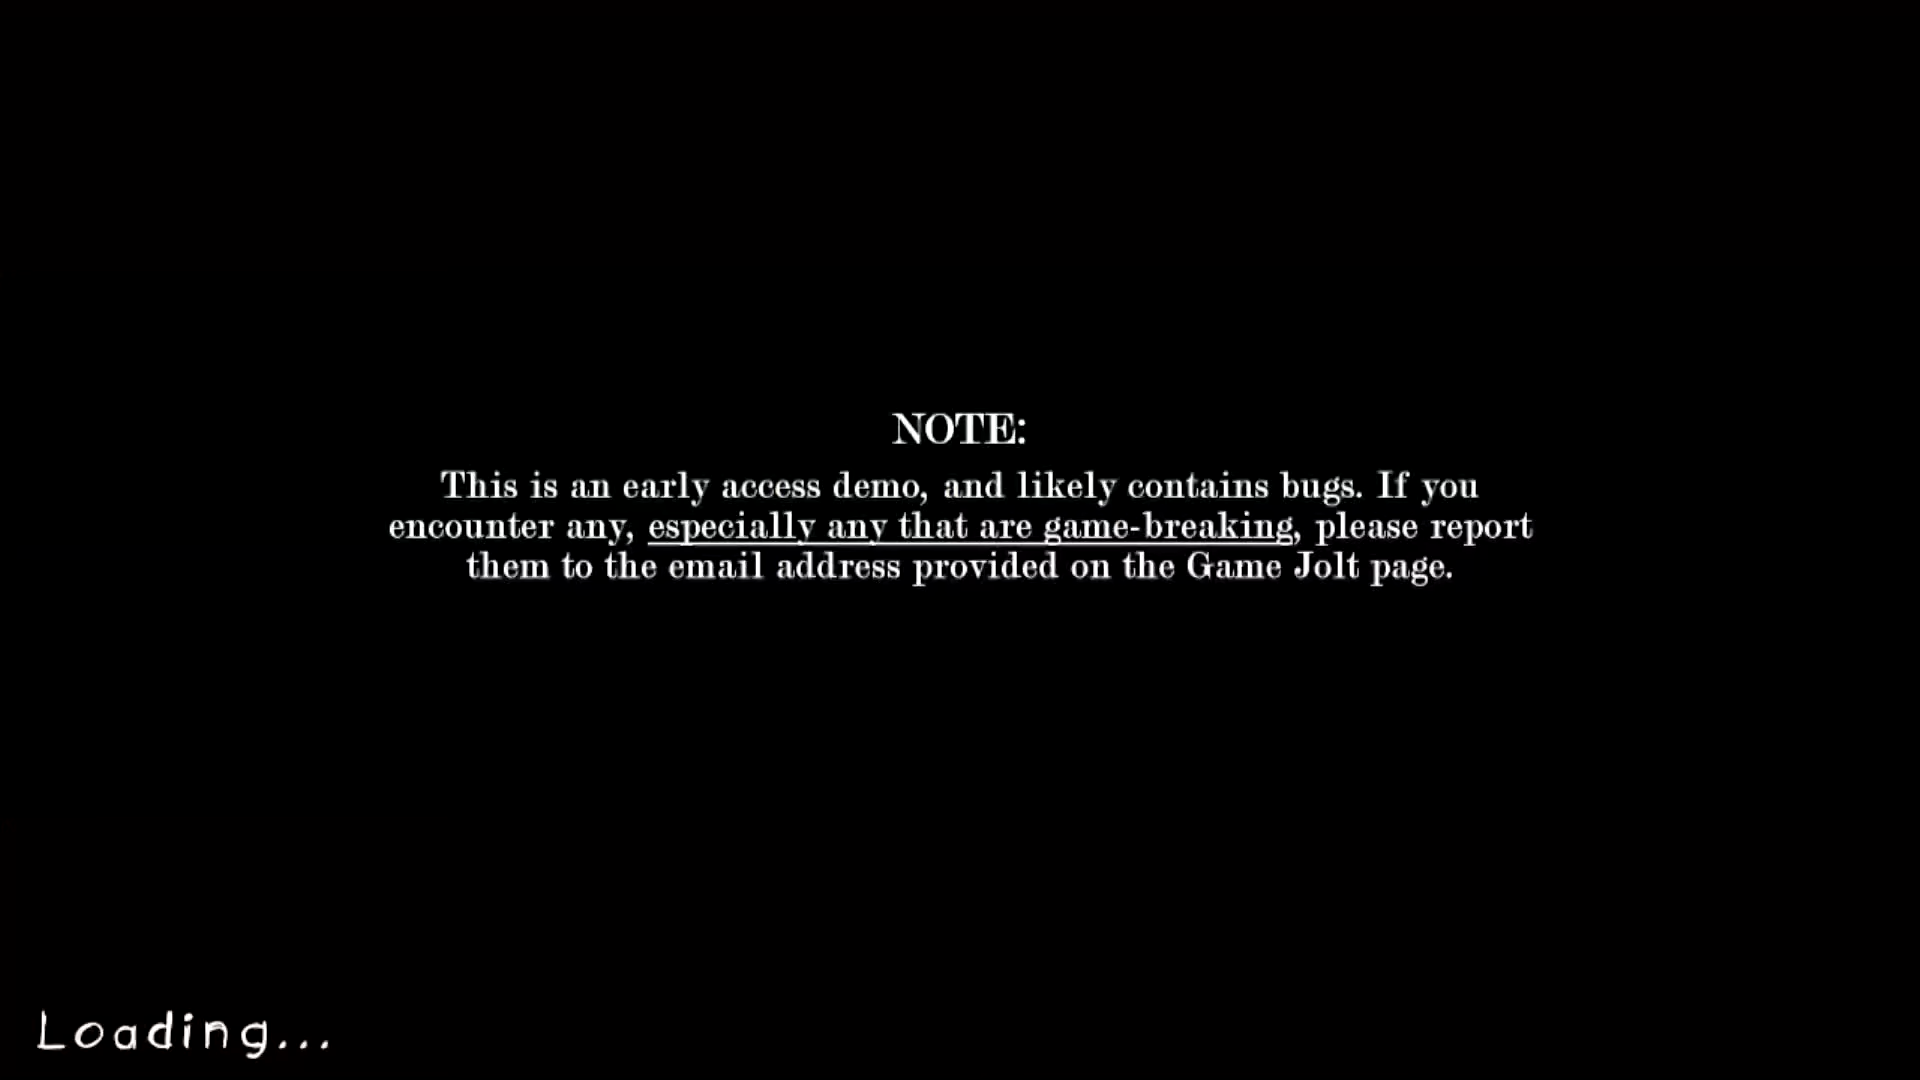 NOTE:
This is an early access demo, and likely contains bugs. If you
encounter any, especially any that are game-breaking, please report
them to the email address provided on the Game Jolt page.
Loading...